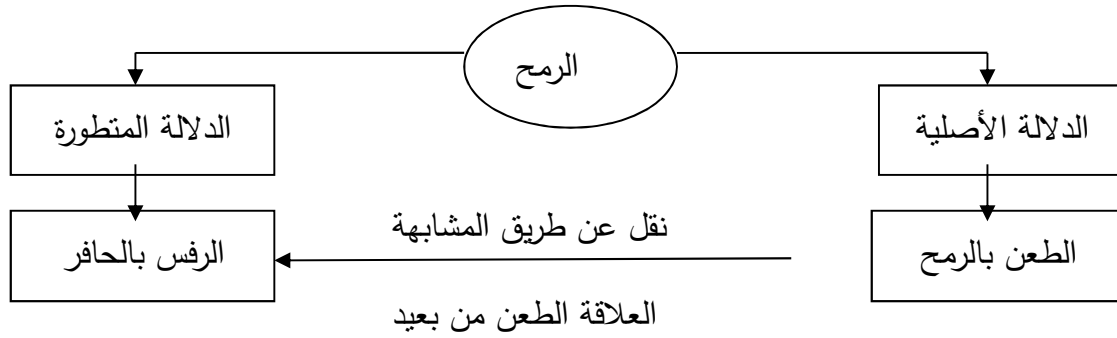 الرمح
الدلالة الأصلية
الدلالة المتطورة
الطعن بالرمح
نقل عن طريق المشابهة
العلاقة الطعن من بعيد
الرفس بالحافر